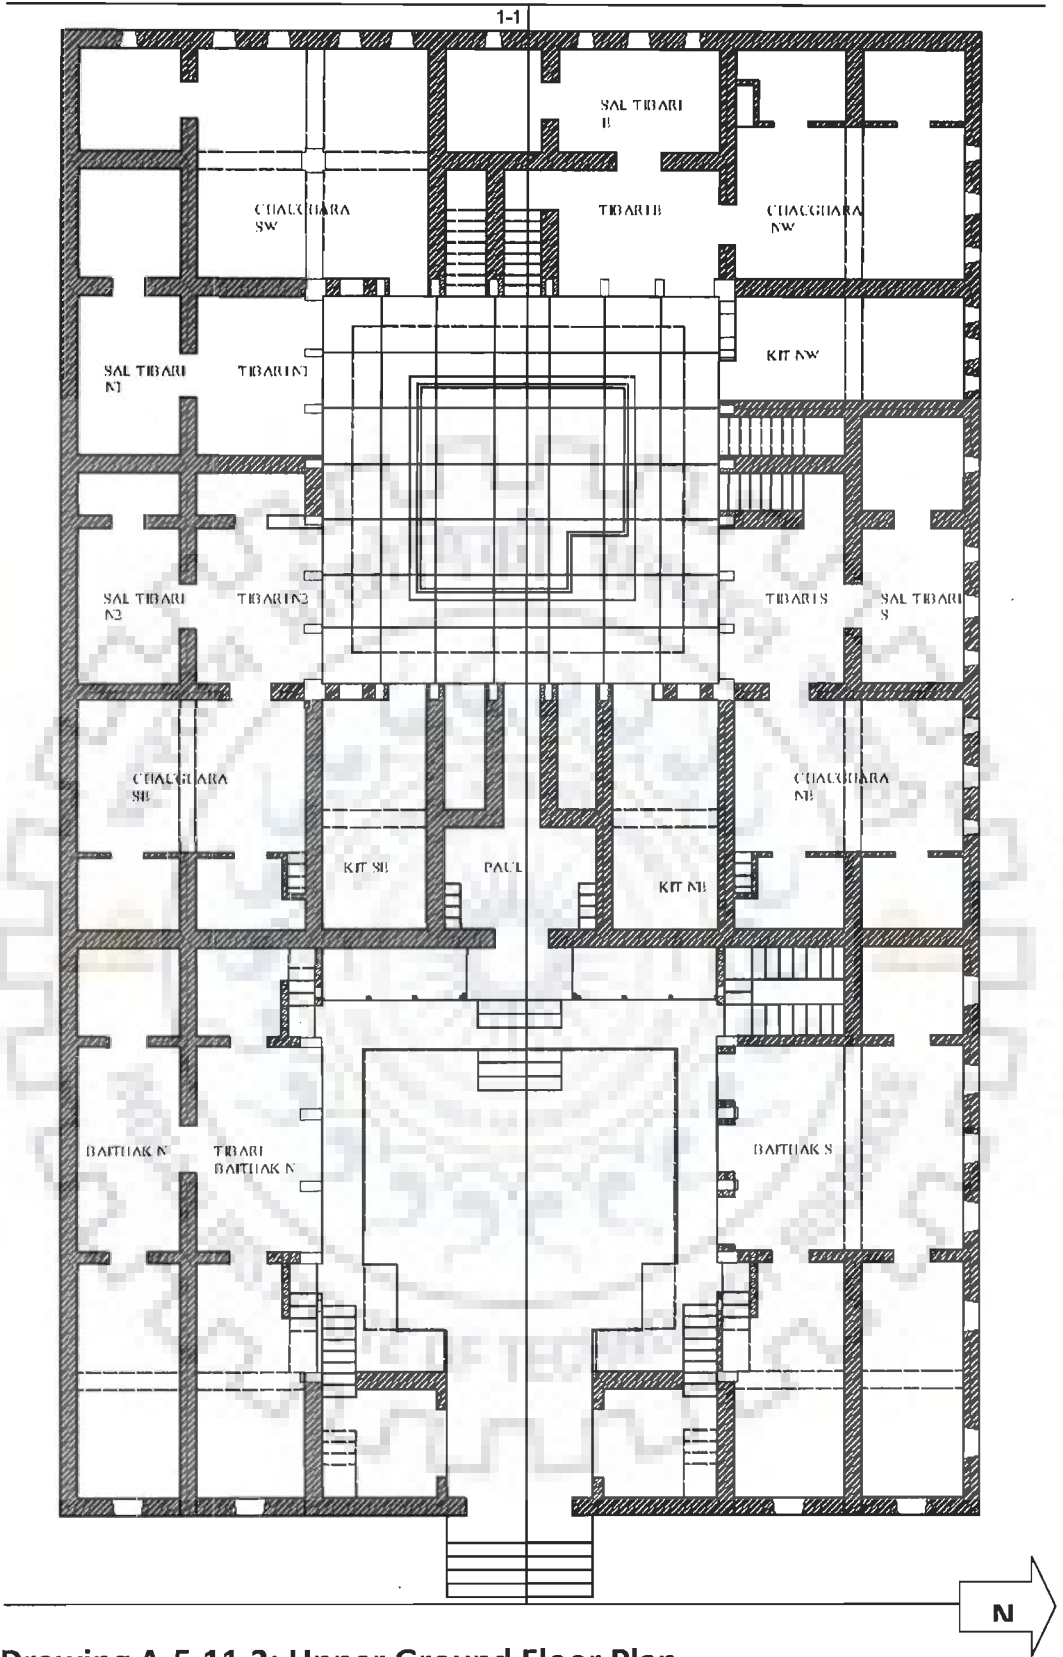 1-1
SAL TIBARI
E
CHAUGHARA
SW
TIBARI E
CHAUGHARA
NW
SAL TIBARI
N1
TIBARI N1
KIT NW
SAL TIBARI
N2
TIBARI N2
TIBARI S
SAL TIBARI
S
CHAUGHARA
SE
CHAUGHARA
NE
KIT SE
PAUL
KIT NE
BAITHAK N
TIBARI
BAITHAK N
BAITHAK S
OF TECHN
N
Drawing A-5.11.2: Upper Ground Floor Plan